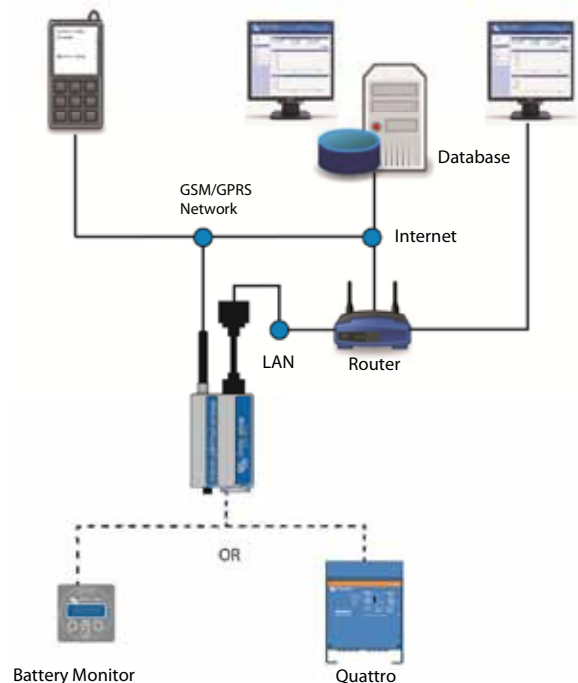 Database
GSM/GPRS
Network
Internet
LAN
Router
OR
Battery Monitor
Quattro